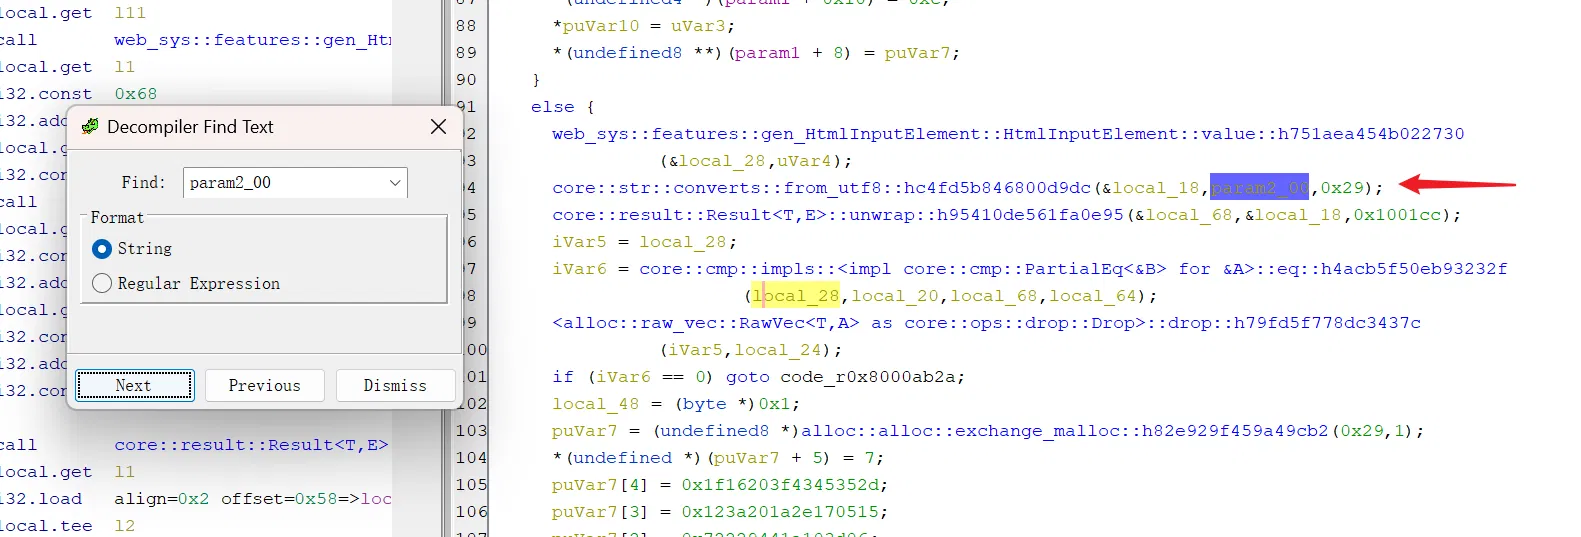 local.get l11
call web_sys::features::gen_Ht
local.get l1
i32.const 0x68
i32.add
local.g
i32.con
call
i32.con
i32.add
local.g
i32.con
i32.add
i32.con
call core::result::Result<T,E>
local.get l1
i32.load align=0x2 offset=0x58=>loc
local.tee l2
Decompiler Find Text
Find: param2_00
Format
String
Regular Expression
Next Previous Dismiss
88 *puVar10 = uVar3;
89 *(undefined8 **)(param1 + 8) = puVar7;
90 }
91 else {
92 web_sys::features::gen_HtmlInputElement::HtmlInputElement::value::h751aea454b022730
93 (&local_28,uVar4);
94 core::str::converts::from_utf8::hc4fd5b846800d9dc(&local_18,param2_00,0x29);
95 core::result::Result<T,E>::unwrap::h95410de561fa0e95(&local_68,&local_18,0x1001cc);
96 iVar5 = local_28;
97 iVar6 = core::cmp::impls::<impl core::cmp::PartialEq<&B> for &A>::eq::h4acb5f50eb93232f
98 (local_28,local_20,local_68,local_64);
99 <alloc::raw_vec::RawVec<T,A> as core::ops::drop::Drop>::drop::h79fd5f778dc3437c
100 (iVar5,local_24);
101 if (iVar6 == 0) goto code_r0x8000ab2a;
102 local_48 = (byte *)0x1;
103 puVar7 = (undefined8 *)alloc::alloc::exchange_malloc::h82e929f459a49cb2(0x29,1);
104 *(undefined *)(puVar7 + 5) = 7;
105 puVar7[4] = 0x1f16203f4345352d;
106 puVar7[3] = 0x123a201a2e170515;